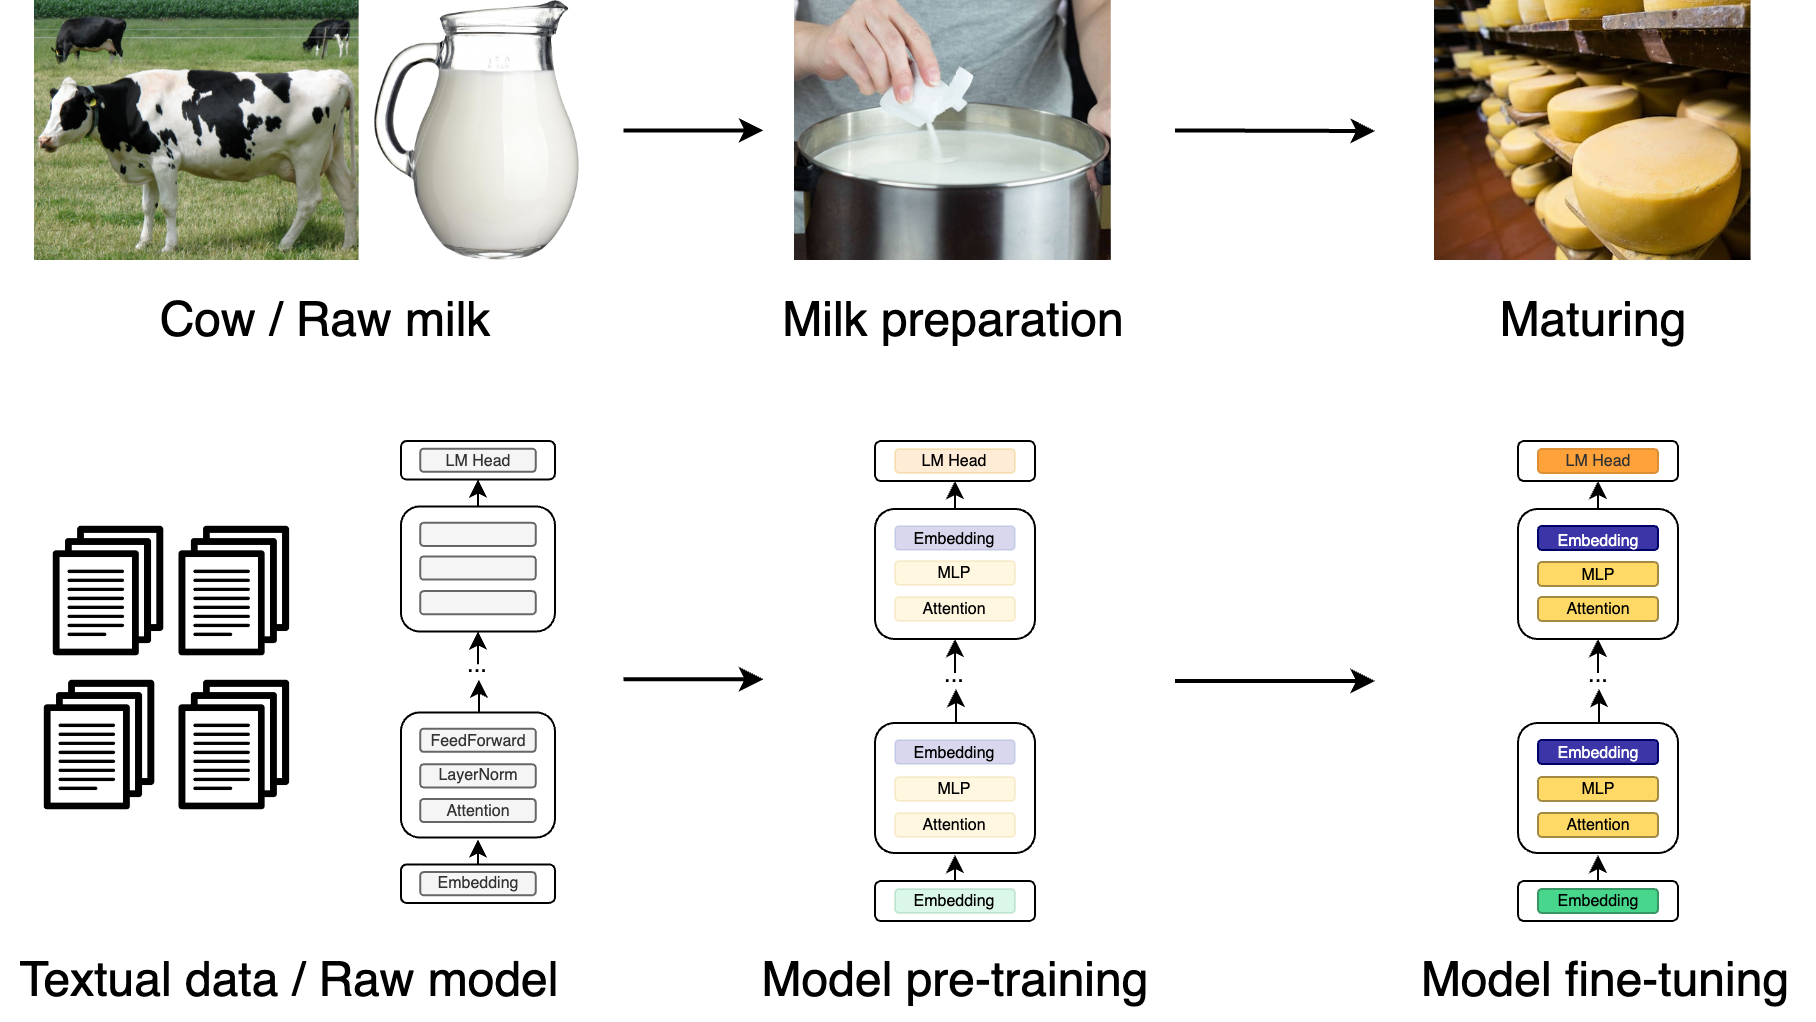 Cow / Raw milk
Milk preparation
Maturing
LM Head
FeedForward
LayerNorm
Attention
Embedding
LM Head
Embedding
MLP
Attention
...
Embedding
MLP
Attention
Embedding
LM Head
Embedding
MLP
Attention
...
Embedding
MLP
Attention
Embedding
Textual data / Raw model
Model pre-training
Model fine-tuning